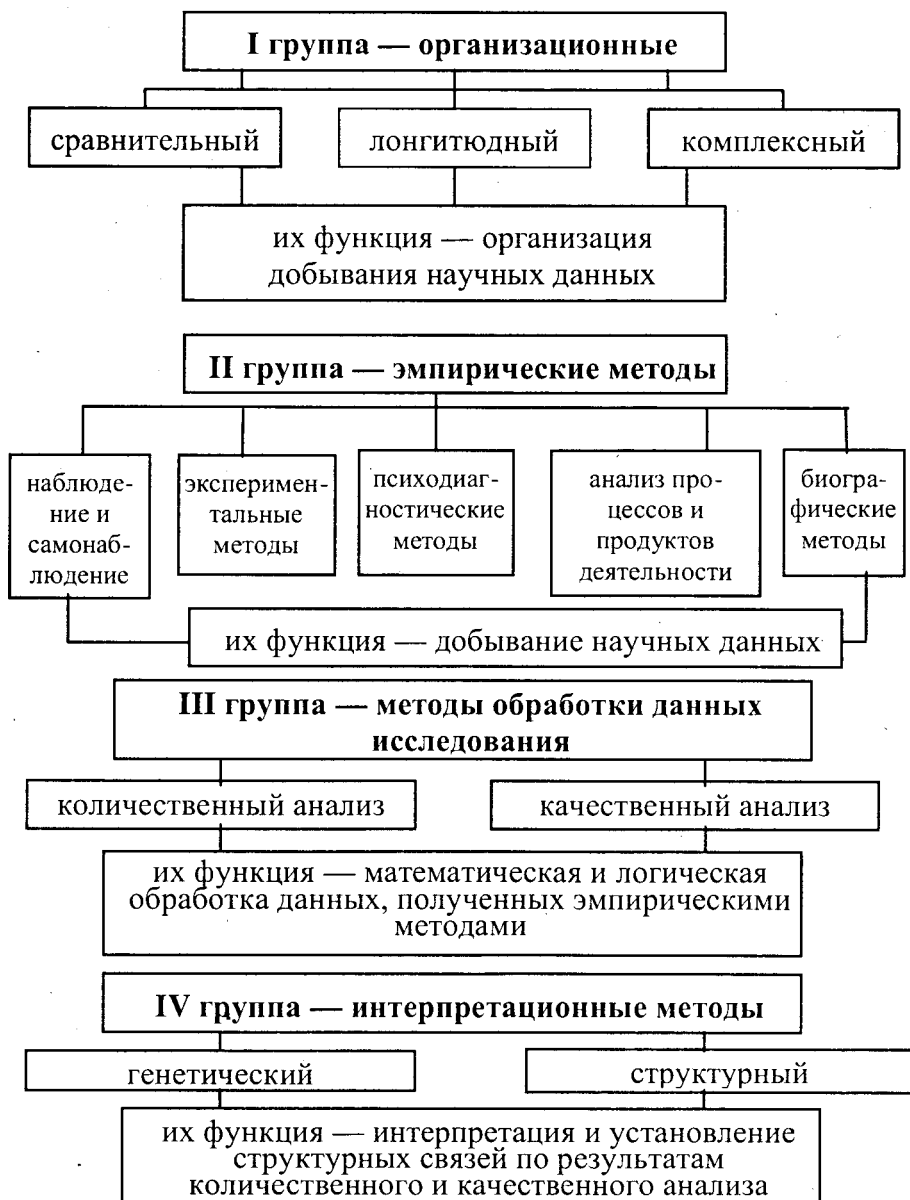 I группа — организационные
сравнительный
лонгитюдный
комплексный
их функция — организация
добывания научных данных
II группа — эмпирические методы
наблюде-
ние и
самонаб-
людение
эксперимен-
тальные
методы
психодиаг-
ностические
методы
анализ про-
цессов и
продуктов
деятельности
биогра-
фические
методы
их функция — добывание научных данных
III группа — методы обработки данных
исследования
количественный анализ
качественный анализ
их функция — математическая и логическая
обработка данных, полученных эмпирическими
методами
IV группа — интерпретационные методы
генетический
структурный
их функция — интерпретация и установление
структурных связей по результатам
количественного и качественного анализа